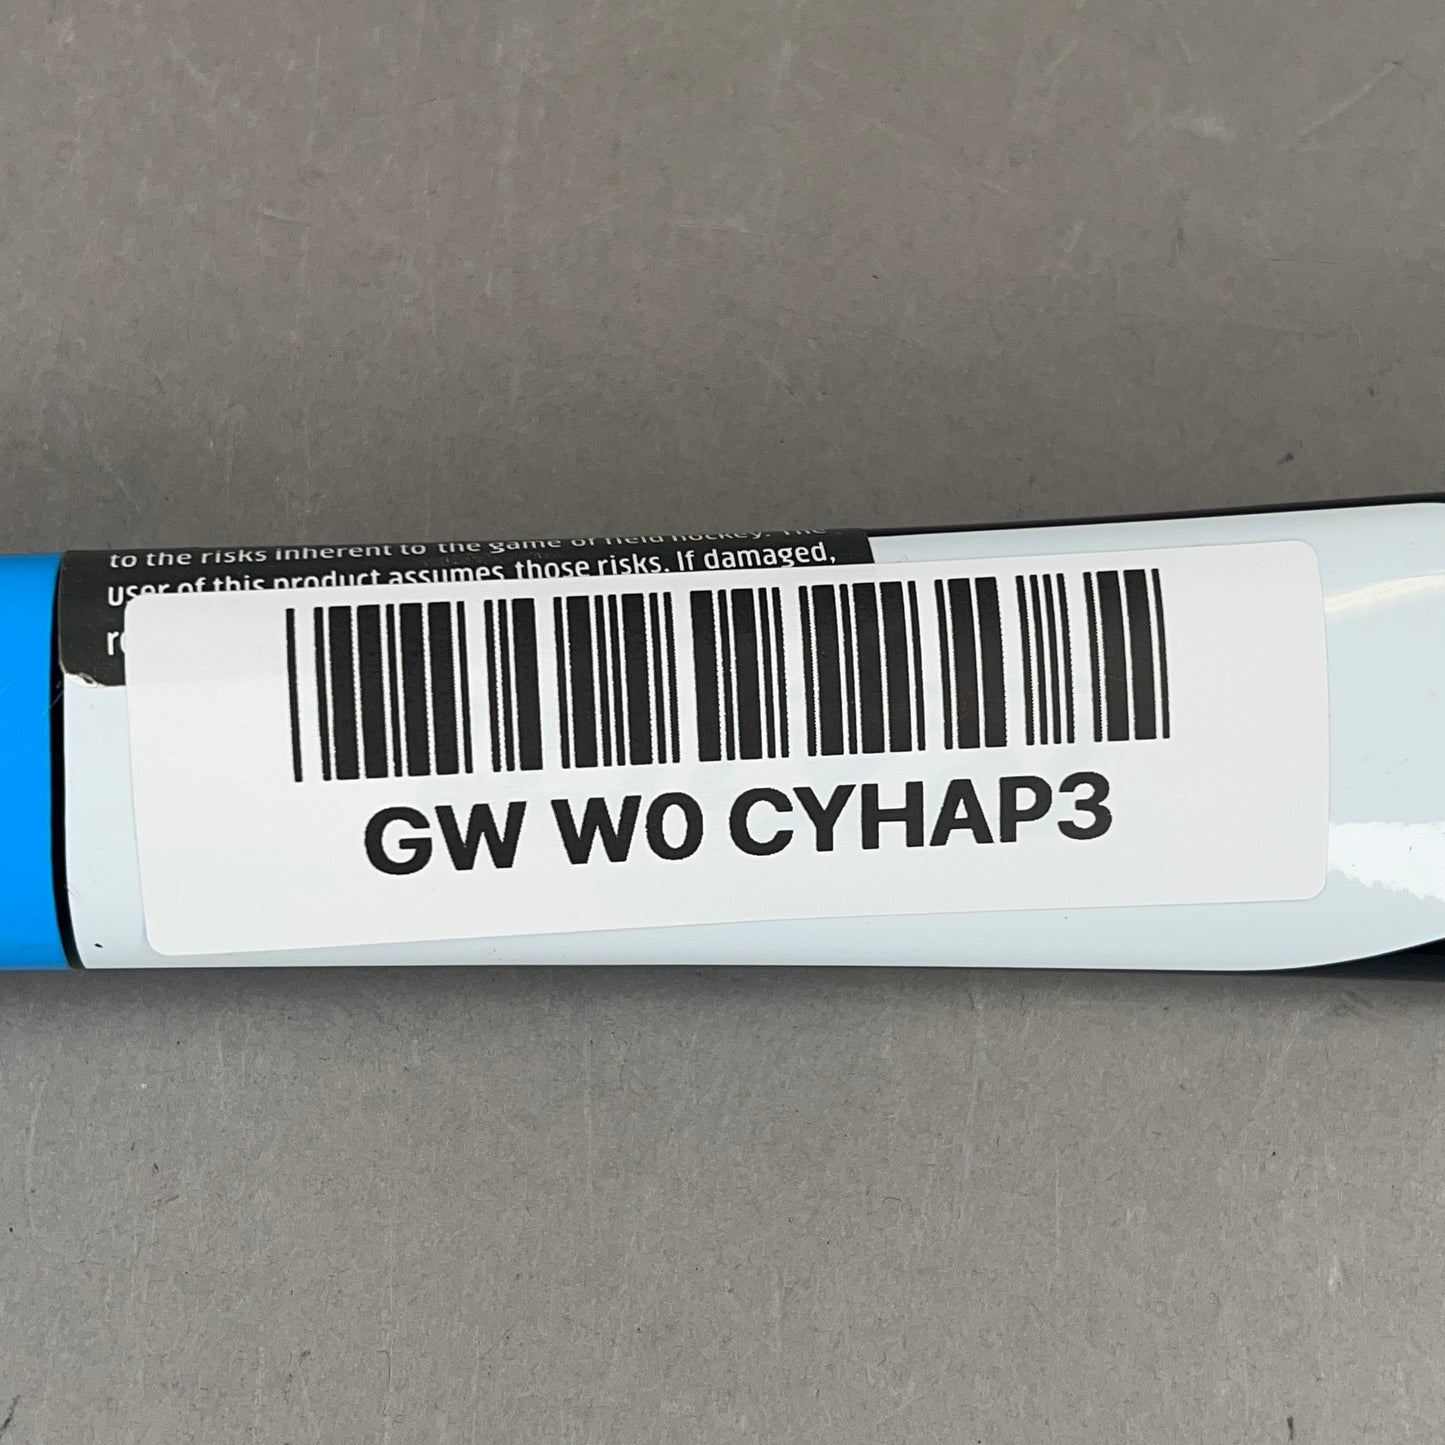 to the risks inherent to the game of field hockey. The
user of this product assumes those risks. If damaged,
GW W0 CYHAP3